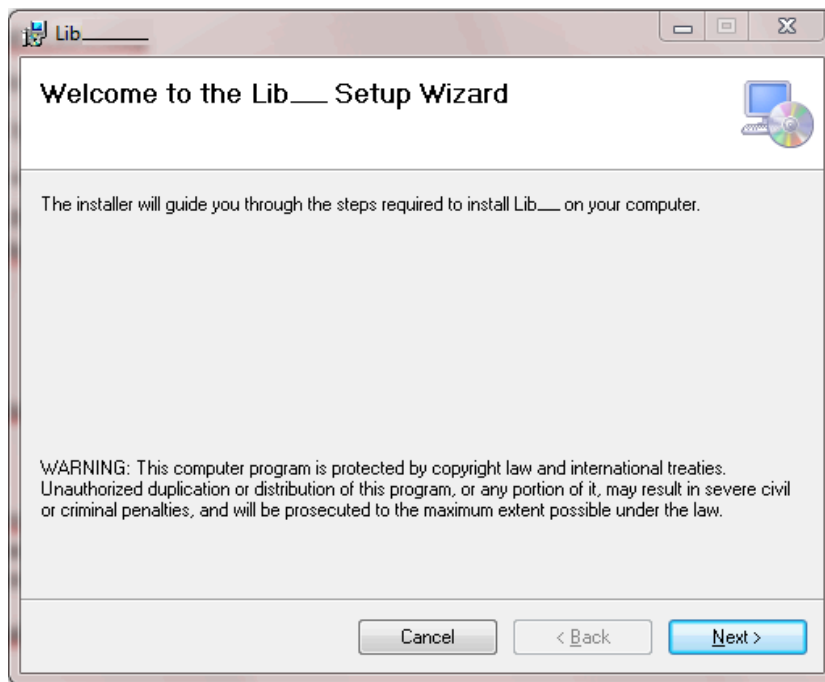 Lib______
Welcome to the Lib___ Setup Wizard
The installer will guide you through the steps required to install Lib___ on your computer.
WARNING: This computer program is protected by copyright law and international treaties.
Unauthorized duplication or distribution of this program, or any portion of it, may result in severe civil
or criminal penalties, and will be prosecuted to the maximum extent possible under the law.
Cancel < Back Next >